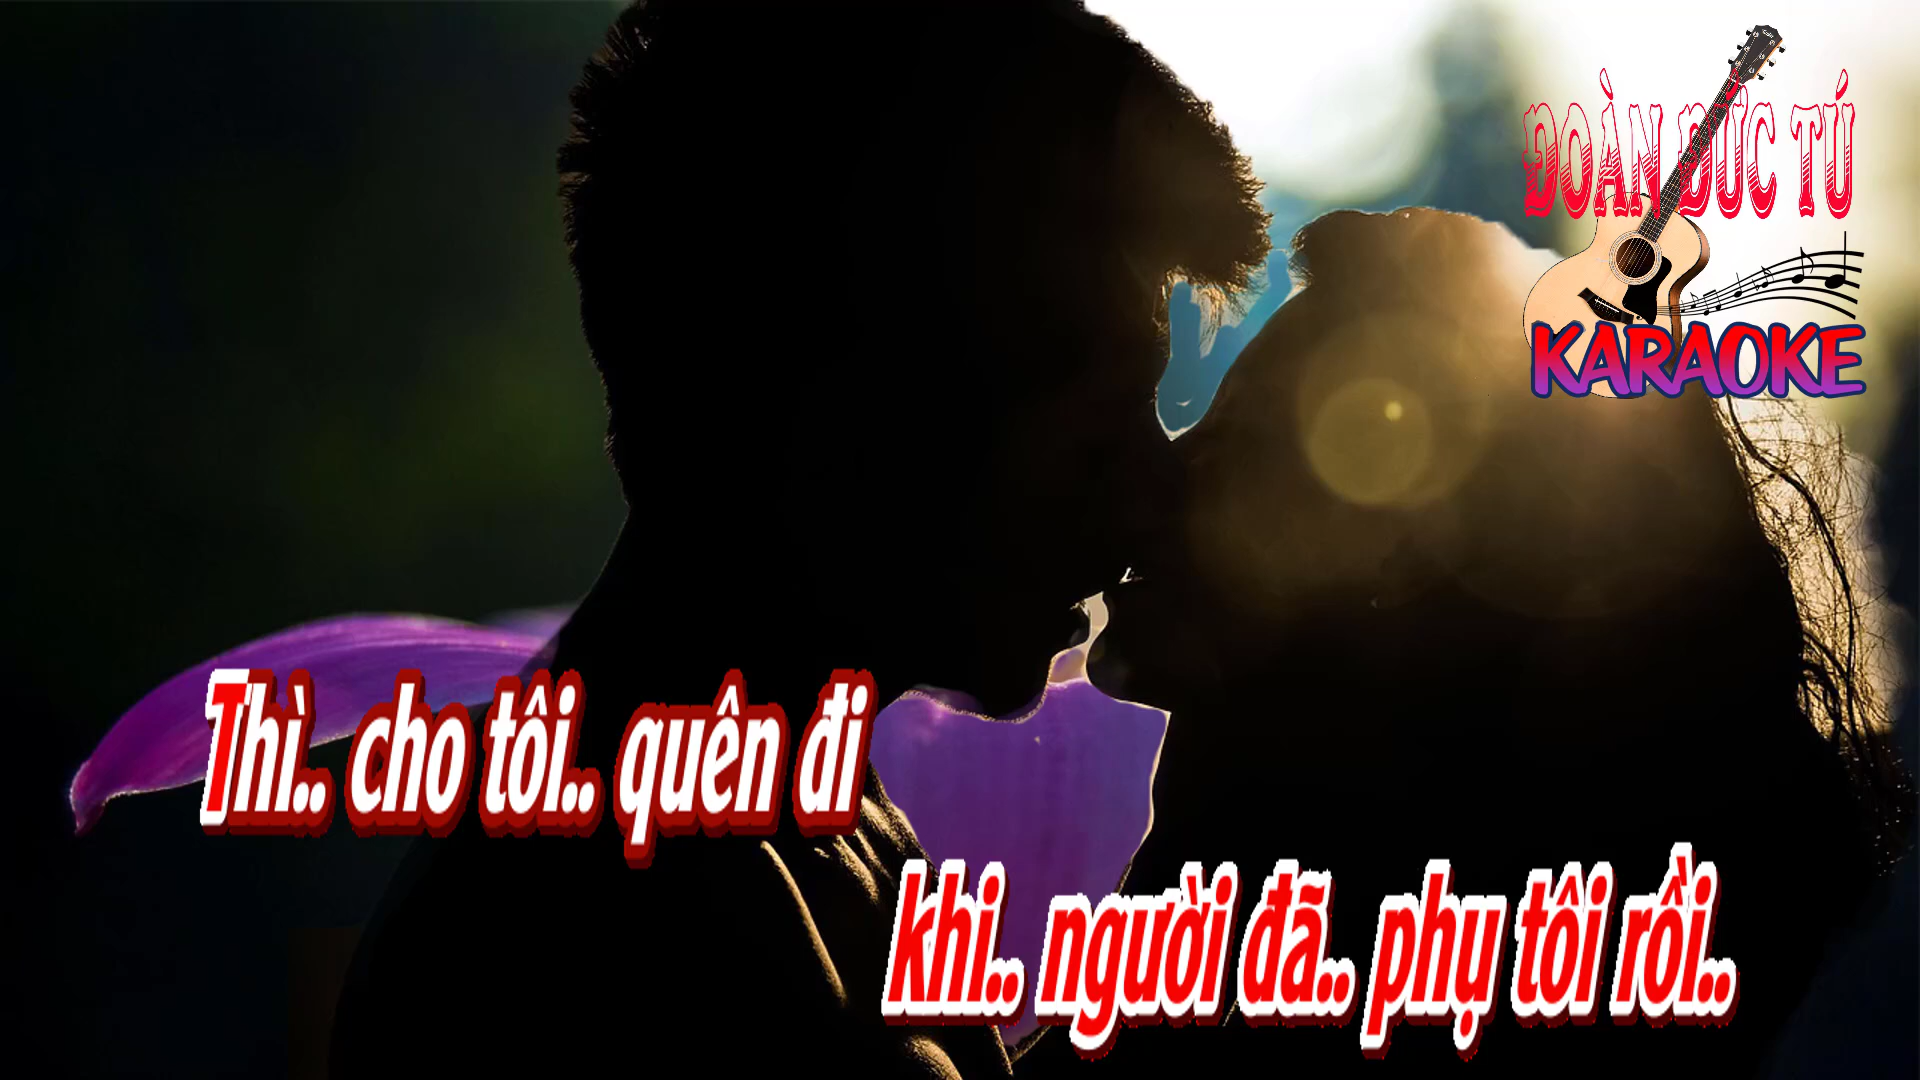 ĐOÀN ĐỨC TÚ
KARAOKE
Thì.. cho tôi.. quên đi
khi.. người đã.. phụ tôi rồi..